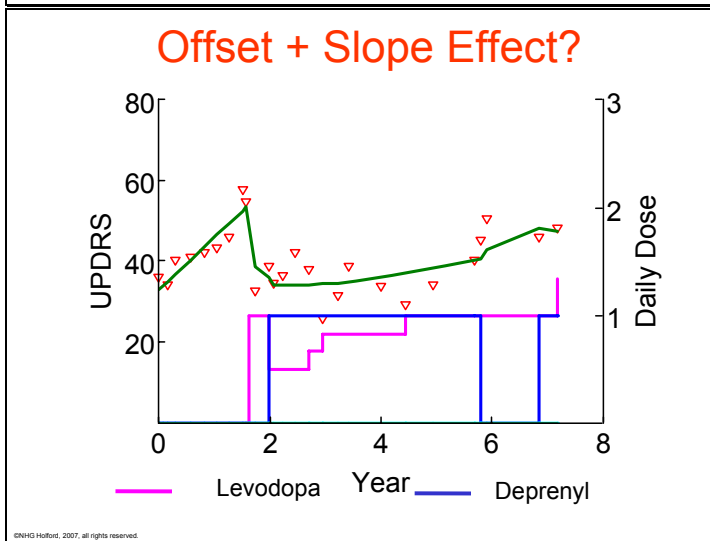 Offset + Slope Effect?
80
60
40
20
UPDRS
3
2
1
Daily Dose
0 2 4 6 8
Year
Levodopa Deprenyl
©NHG Holford, 2007, all rights reserved.